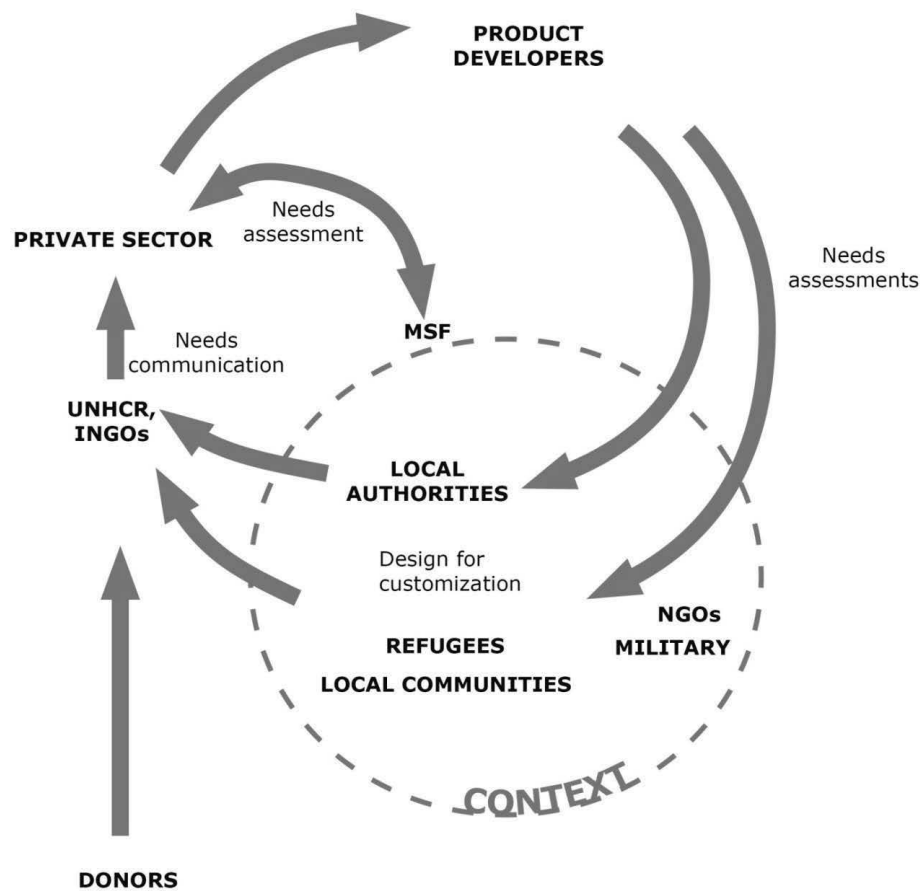 PRODUCT
DEVELOPERS
Needs
assessment
PRIVATE SECTOR
Needs
assessments
MSF
Needs
communication
UNHCR,
INGOs
LOCAL
AUTHORITIES
Design for
customization
NGOs
MILITARY
REFUGEES
LOCAL COMMUNITIES
CONTEXT
DONORS